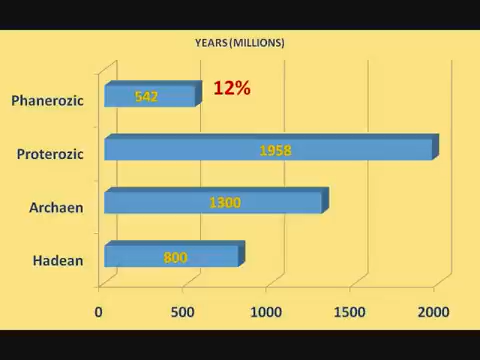 YEARS (MILLIONS)
Phanerozic 542 12%
Proterozic 1958
Archaen 1300
Hadean 800
0 500 1000 1500 2000